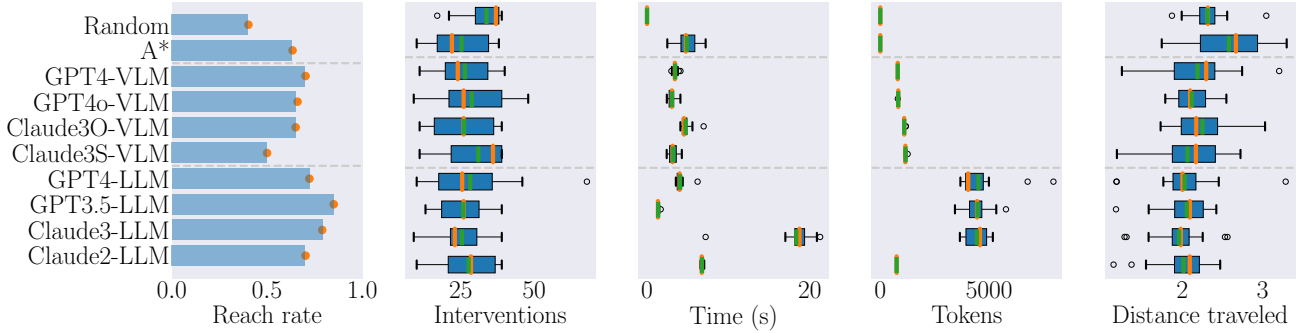 Random
A*
GPT4-VLM
GPT4o-VLM
Claude3O-VLM
Claude3S-VLM
GPT4-LLM
GPT3.5-LLM
Claude3-LLM
Claude2-LLM
0.0 0.5 1.0
Reach rate
25 50
Interventions
0 20
Time (s)
0 5000
Tokens
2 3
Distance traveled